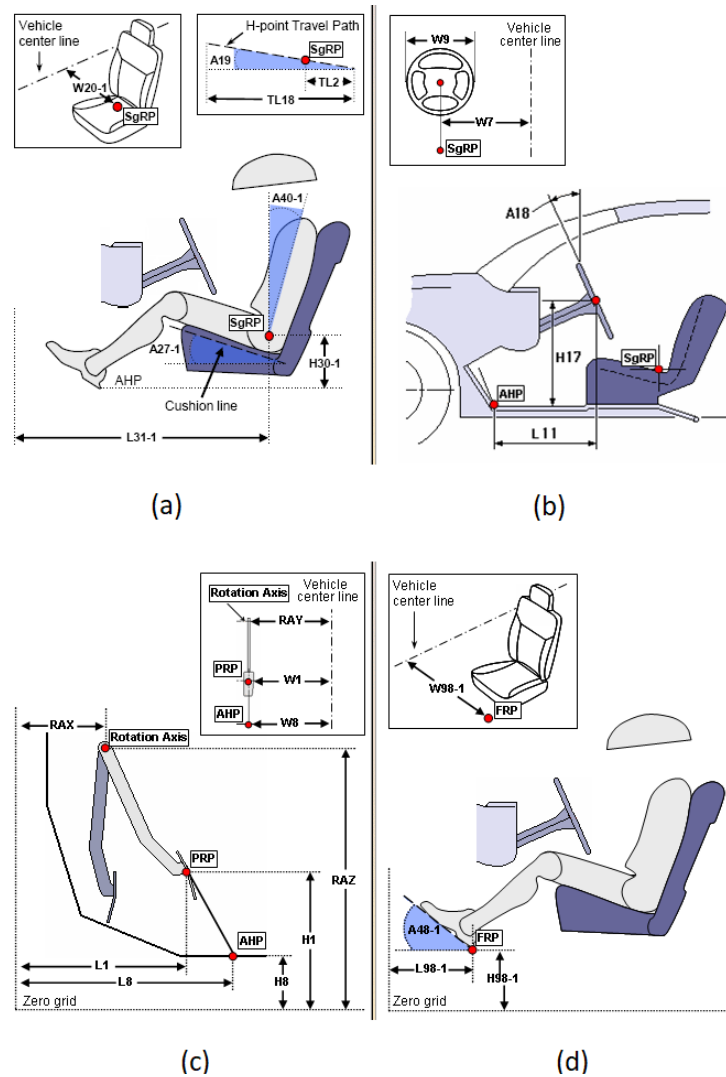 Vehicle
center line
W20-1
SgRP
H-point Travel Path
SgRP
A19
TL2
TL18
A40-1
SgRP
A27-1
H30-1
AHP
Cushion line
L31-1
(a)
W9
Vehicle
center line
W7
SgRP
A18
H17
SgRP
AHP
L11
(b)
Vehicle
center line
Rotation Axis
RAY
PRP
W1
AHP
W8
RAX
Rotation Axis
PRP
RAZ
H1
AHP
L1
H8
L8
Zero grid
(c)
Vehicle
center line
W98-1
FRP
A48-1
FRP
L98-1
H98-1
Zero grid
(d)